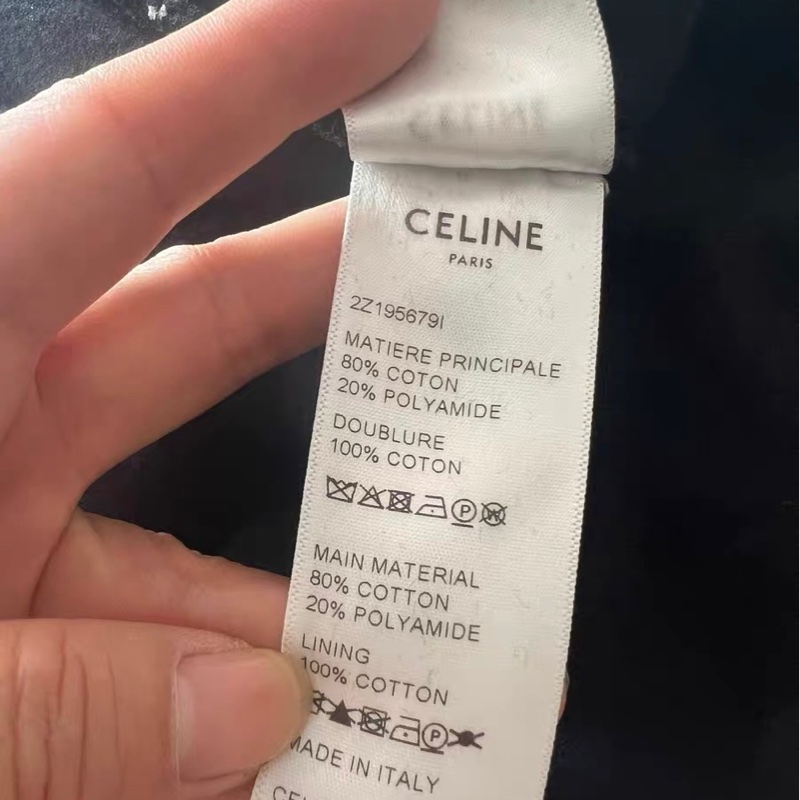 CELINE
PARIS
2Z195679I
MATIERE PRINCIPALE
80% COTON
20% POLYAMIDE
DOUBLURE
100% COTON
P W
MAIN MATERIAL
80% COTTON
20% POLYAMIDE
LINING
100% COTTON
P
MADE IN ITALY